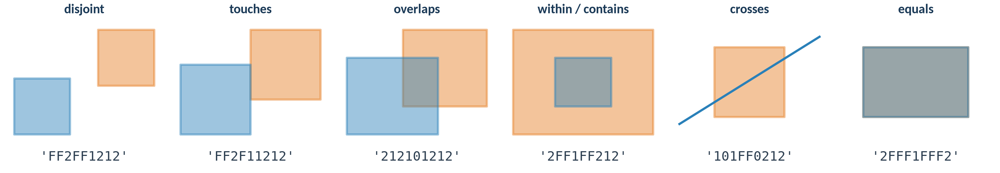 disjoint touches overlaps within / contains crosses equals
'FF2FF1212' 'FF2F11212' '212101212' '2FF1FF212' '101FF0212' '2FFF1FFF2'